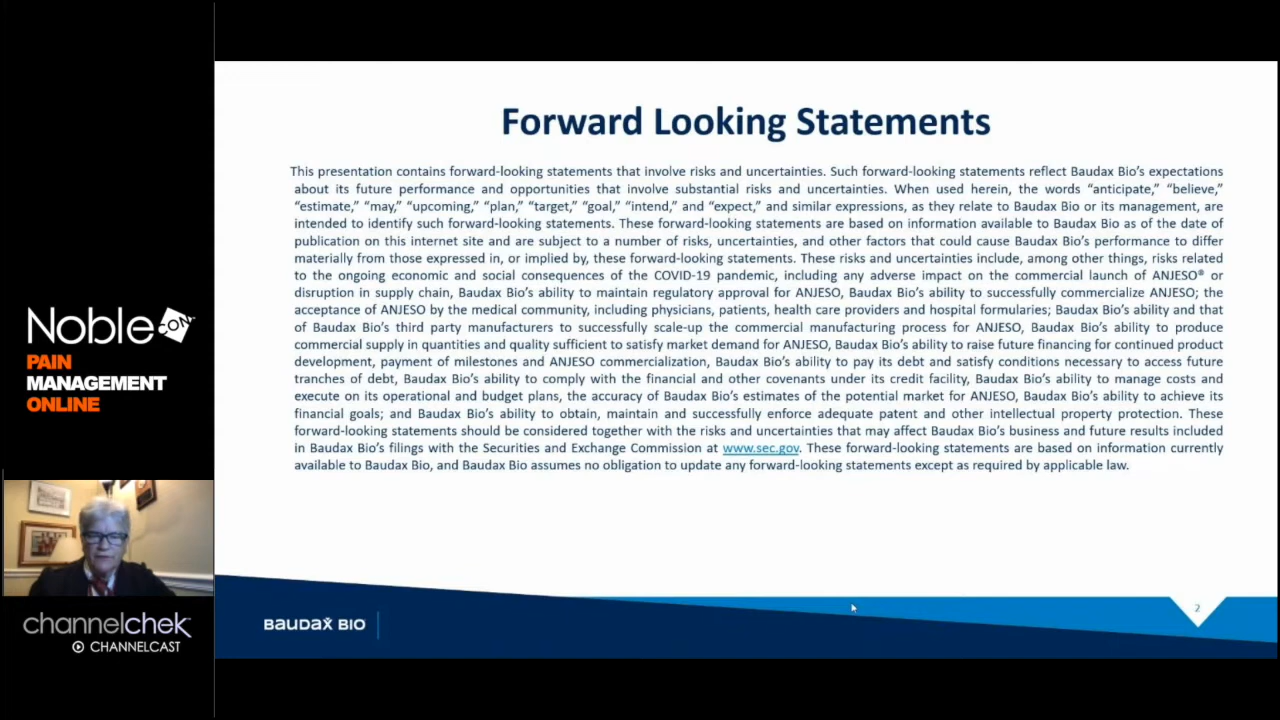 Forward Looking Statements
This presentation contains forward-looking statements that involve risks and uncertainties. Such forward-looking statements reflect Baudax Bio’s expectations
about its future performance and opportunities that involve substantial risks and uncertainties. When used herein, the words “anticipate,” “believe,”
“estimate,” “may,” “upcoming,” “plan,” “target,” “goal,” “intend,” and “expect,” and similar expressions, as they relate to Baudax Bio or its management, are
intended to identify such forward-looking statements. These forward-looking statements are based on information available to Baudax Bio as of the date of
publication on this internet site and are subject to a number of risks, uncertainties, and other factors that could cause Baudax Bio’s performance to differ
materially from those expressed in, or implied by, these forward-looking statements. These risks and uncertainties include, among other things, risks related
to the ongoing economic and social consequences of the COVID-19 pandemic, including any adverse impact on the commercial launch of ANJESO® or
disruption in supply chain, Baudax Bio’s ability to maintain regulatory approval for ANJESO, Baudax Bio’s ability to successfully commercialize ANJESO; the
acceptance of ANJESO by the medical community, including physicians, patients, health care providers and hospital formularies; Baudax Bio’s ability and that
of Baudax Bio’s third party manufacturers to successfully scale-up the commercial manufacturing process for ANJESO, Baudax Bio’s ability to produce
commercial supply in quantities and quality sufficient to satisfy market demand for ANJESO, Baudax Bio’s ability to raise future financing for continued product
development, payment of milestones and ANJESO commercialization, Baudax Bio’s ability to pay its debt and satisfy conditions necessary to access future
tranches of debt, Baudax Bio’s ability to comply with the financial and other covenants under its credit facility, Baudax Bio’s ability to manage costs and
execute on its operational and budget plans, the accuracy of Baudax Bio’s estimates of the potential market for ANJESO, Baudax Bio’s ability to achieve its
financial goals; and Baudax Bio’s ability to obtain, maintain and successfully enforce adequate patent and other intellectual property protection. These
forward-looking statements should be considered together with the risks and uncertainties that may affect Baudax Bio’s business and future results included
in Baudax Bio’s filings with the Securities and Exchange Commission at www.sec.gov. These forward-looking statements are based on information currently
available to Baudax Bio, and Baudax Bio assumes no obligation to update any forward-looking statements except as required by applicable law.
Noble CON
PAIN
MANAGEMENT
ONLINE
channelchek
CHANNELCAST
BAUDAX BIO
2